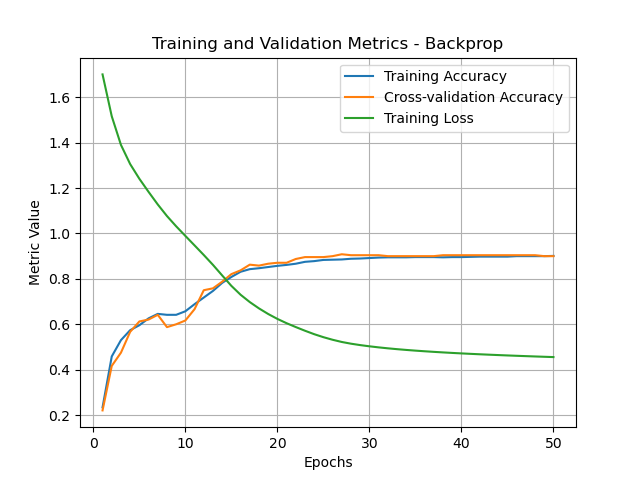 Training and Validation Metrics - Backprop
Training Accuracy
Cross-validation Accuracy
Training Loss
Metric Value
1.6
1.4
1.2
1.0
0.8
0.6
0.4
0.2
0 10 20 30 40 50
Epochs